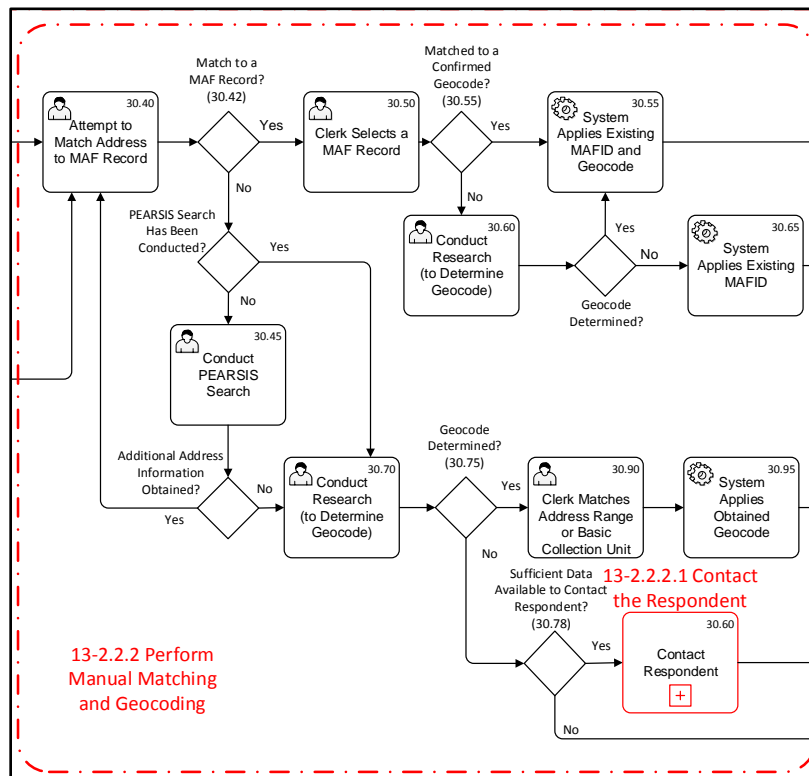 Match to
a MAF Record?
(30.42)
Matched to a
Confirmed
Geocode?
(30.55)
30.40
Attempt to
Match Address
to MAF Record
Yes
30.50
Clerk Selects a
MAF Record
Yes
30.55
System
Applies Existing
MAFID and
Geocode
No
No
PEARSIS Search
Has Been
Conducted?
Yes
30.60
Conduct
Research
(to Determine
Geocode)
Yes
No
30.65
System
Applies Existing
MAFID
Geocode
Determined?
No
30.45
Conduct
PEARSIS
Search
Additional Address
Information
Obtained?
No
Yes
30.70
Conduct
Research
(to Determine
Geocode)
Geocode
Determined?
(30.75)
Yes
30.90
Clerk Matches
Address Range
or Basic
Collection Unit
30.95
System
Applies
Obtained
Geocode
No
Sufficient Data
Available to Contact
Respondent?
(30.78)
Yes
No
13-2.2.2.1 Contact
the Respondent
30.60
Contact
Respondent
13-2.2.2 Perform
Manual Matching
and Geocoding